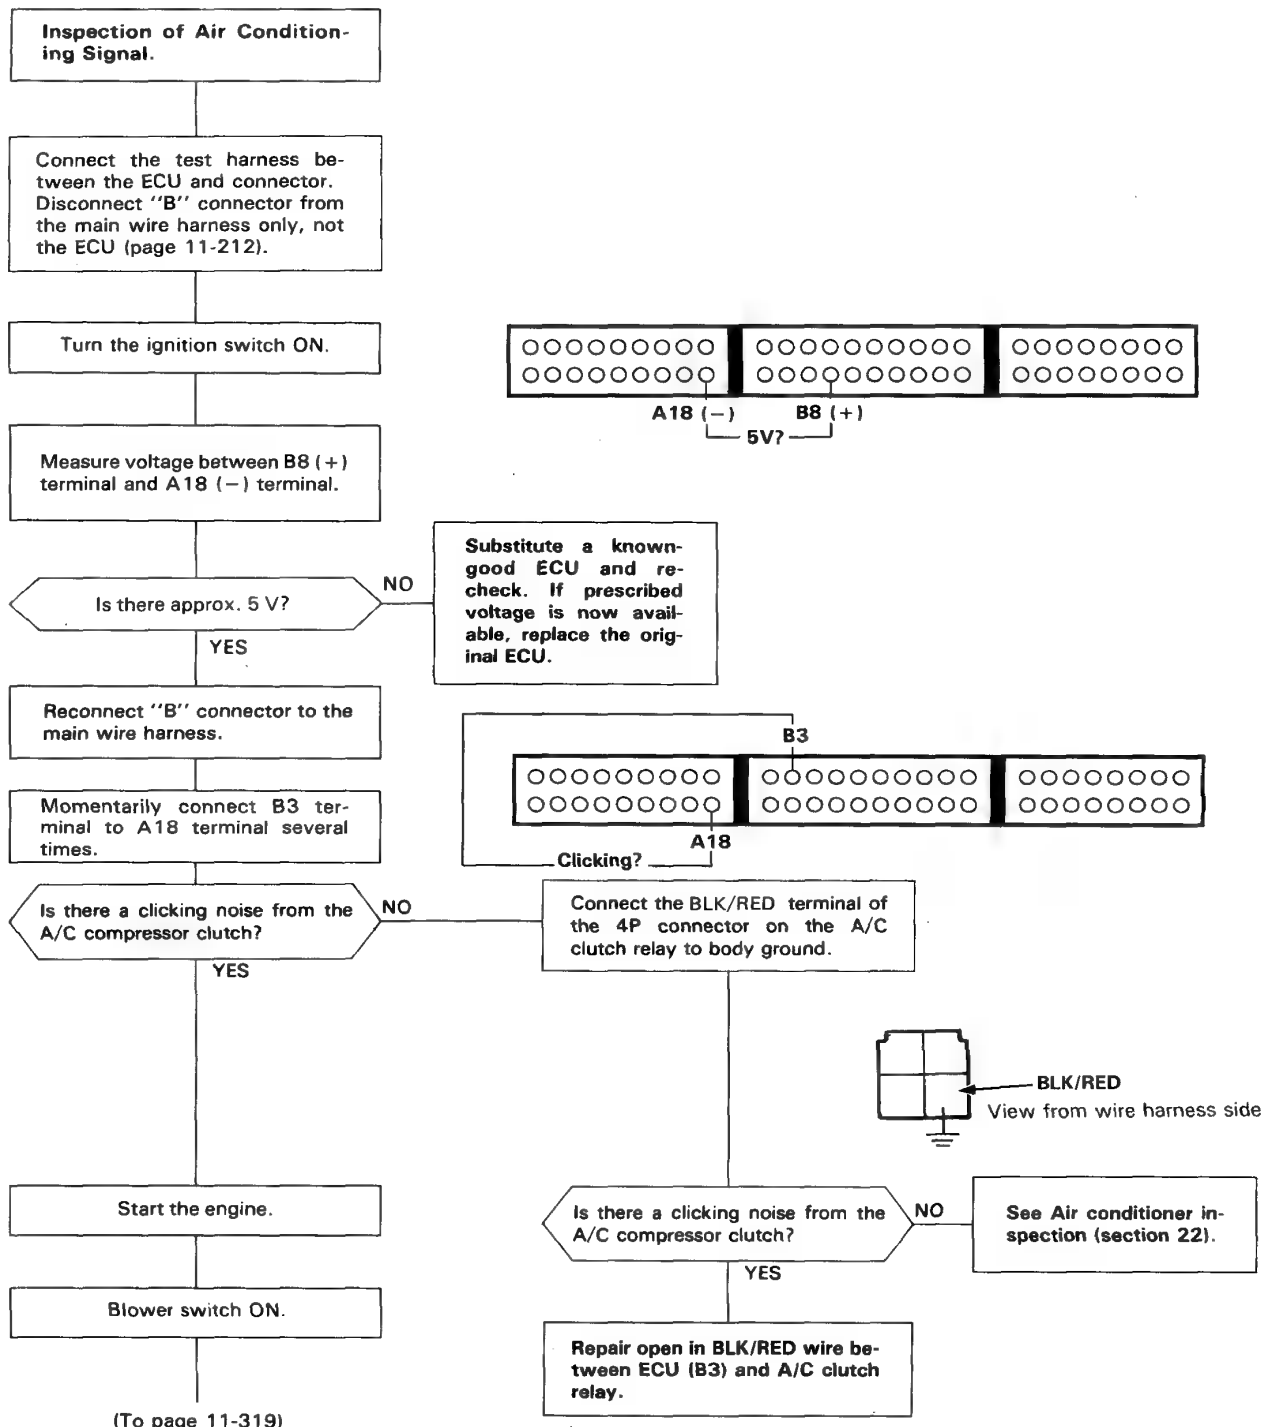 Inspection of Air Condition-
ing Signal.
Connect the test harness be-
tween the ECU and connector.
Disconnect "B" connector from
the main wire harness only, not
the ECU (page 11-212).
Turn the ignition switch ON.
A18 (−) B8 (+)
5V?
Measure voltage between B8 (+)
terminal and A18 (−) terminal.
Is there approx. 5 V?
NO
YES
Substitute a known-
good ECU and re-
check. If prescribed
voltage is now avail-
able, replace the orig-
inal ECU.
Reconnect "B" connector to the
main wire harness.
B3
A18
Clicking?
Momentarily connect B3 ter-
minal to A18 terminal several
times.
Is there a clicking noise from the
A/C compressor clutch?
NO
YES
Connect the BLK/RED terminal of
the 4P connector on the A/C
clutch relay to body ground.
BLK/RED
View from wire harness side
Start the engine.
Is there a clicking noise from the
A/C compressor clutch?
NO
YES
See Air conditioner in-
spection (section 22).
Blower switch ON.
Repair open in BLK/RED wire be-
tween ECU (B3) and A/C clutch
relay.
(To page 11-319)